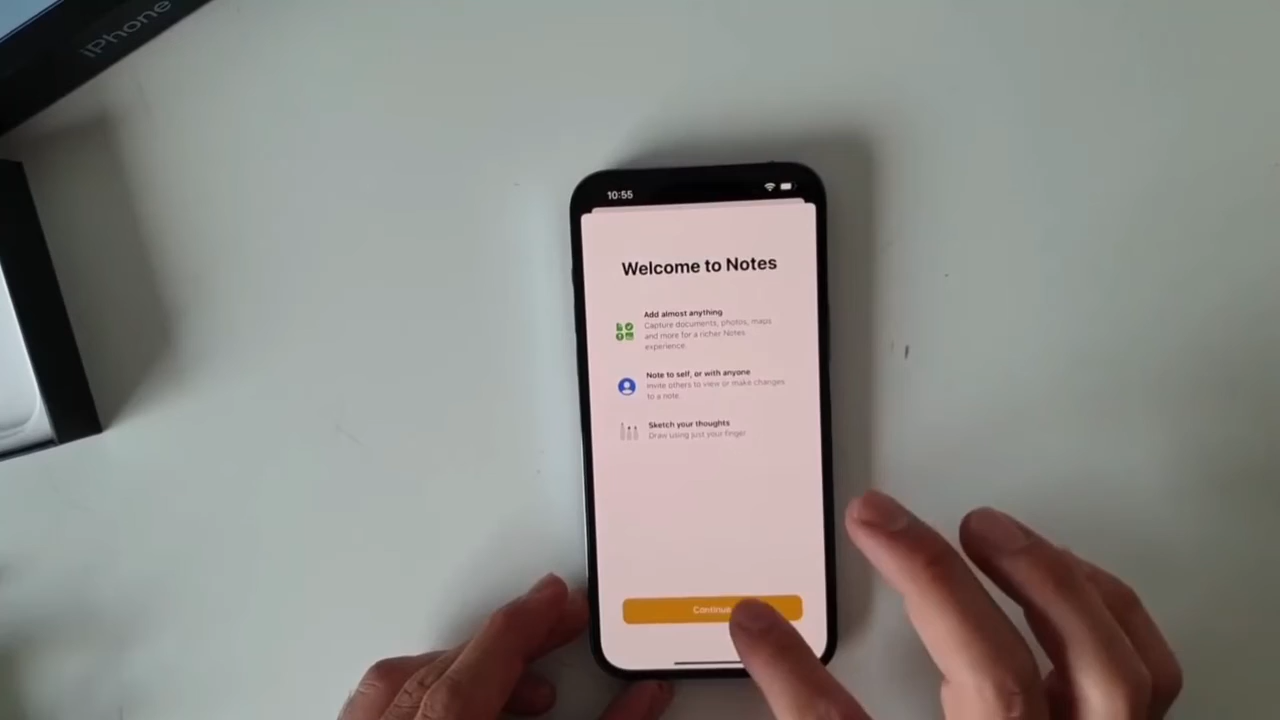 iPhone
10:55
Welcome to Notes
Add almost anything
Capture documents, photos, maps
and more for a richer Notes
experience.
Note to self, or with anyone
Invite others to view or make changes
to a note.
Sketch your thoughts
Draw using just your finger.
Continue